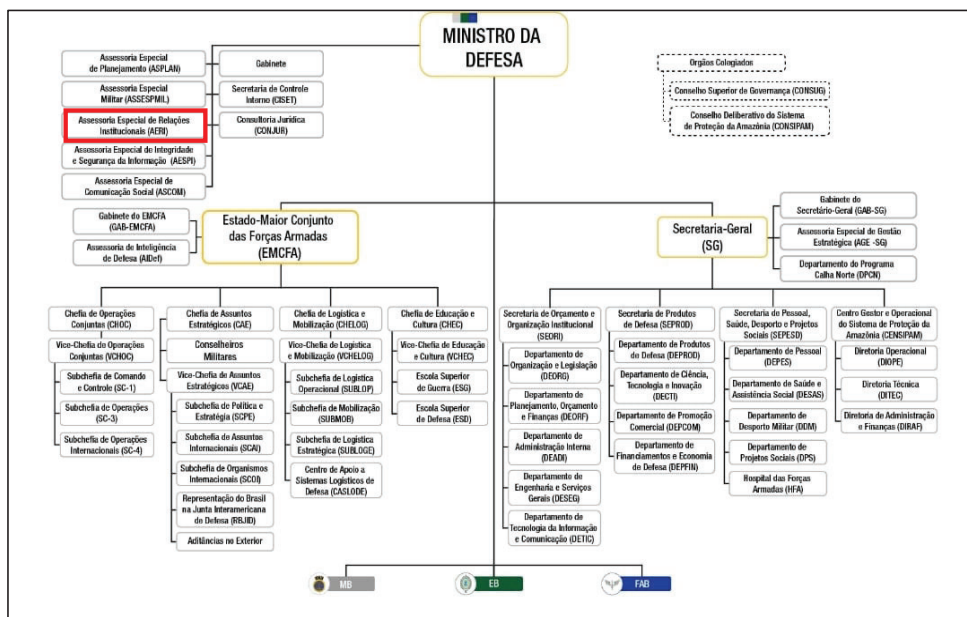 MINISTRO DA
DEFESA
Assessoria Especial
de Planejamento (ASPLAN)
Gabinete
Assessoria Especial
Militar (ASSESPMIL)
Secretaria de Controle
Interno (CISET)
Assessoria Especial de Relações
Institucionais (AERI)
Consultoria Jurídica
(CONJUR)
Assessoria Especial de Integridade
e Segurança da Informação (AESPI)
Assessoria Especial de
Comunicação Social (ASCOM)
Orgãos Colegiados
Conselho Superior de Governança (CONSUG)
Conselho Deliberativo do Sistema
de Proteção da Amazônia (CONSIPAM)
Gabinete do EMCFA
(GAB-EMCFA)
Assessoria de Inteligência
de Defesa (AIDef)
Estado-Maior Conjunto
das Forças Armadas
(EMCFA)
Secretaria-Geral
(SG)
Gabinete do
Secretário-Geral (GAB-SG)
Assessoria Especial de Gestão
Estratégica (AGE -SG)
Departamento do Programa
Calha Norte (DPCN)
Chefia de Operações
Conjuntas (CHOC)
Vice-Chefia de Operações
Conjuntas (VCHOC)
Subchefia de Comando
e Controle (SC-1)
Subchefia de Operações
(SC-3)
Subchefia de Operações
Internacionais (SC-4)
Chefia de Assuntos
Estratégicos (CAE)
Conselheiros
Militares
Vice-Chefia de Assuntos
Estratégicos (VCAE)
Subchefia de Política e
Estratégia (SCPE)
Subchefia de Assuntos
Internacionais (SCAI)
Subchefia de Organismos
Internacionais (SCOI)
Representação do Brasil
na Junta Interamericana
de Defesa (RBJID)
Aditâncias no Exterior
Chefia de Logística e
Mobilização (CHELOG)
Vice-Chefia de Logística
e Mobilização (VCHELOG)
Subchefia de Logística
Operacional (SUBLOP)
Subchefia de Mobilização
(SUBMOB)
Subchefia de Logística
Estratégica (SUBLOGE)
Centro de Apoio a
Sistemas Logísticos de
Defesa (CASLODE)
Chefia de Educação e
Cultura (CHEC)
Vice-Chefia de Educação
e Cultura (VCHEC)
Escola Superior
de Guerra (ESG)
Escola Superior
de Defesa (ESD)
Secretaria de Orçamento e
Organização Institucional
(SEORI)
Departamento de
Organização e Legislação
(DEORG)
Departamento de
Planejamento, Orçamento
e Finanças (DEORF)
Departamento de
Administração Interna
(DEADI)
Departamento de
Engenharia e Serviços
Gerais (DESEG)
Departamento de
Tecnologia da Informação
e Comunicação (DETIC)
Secretaria de Produtos
de Defesa (SEPROD)
Departamento de Produtos
de Defesa (DEPROD)
Departamento de Ciência,
Tecnologia e Inovação
(DECTI)
Departamento de Promoção
Comercial (DEPCOM)
Departamento de
Financiamentos e Economia
de Defesa (DEPFIN)
Secretaria de Pessoal,
Saúde, Desporto e Projetos
Sociais (SEPESD)
Departamento de Pessoal
(DEPES)
Departamento de Saúde e
Assistência Social (DESAS)
Departamento de
Desporto Militar (DDM)
Departamento de
Projetos Sociais (DPS)
Hospital das Forças
Armadas (HFA)
Centro Gestor e Operacional
do Sistema de Proteção da
Amazônia (CENSIPAM)
Diretoria Operacional
(DIOPE)
Diretoria Técnica
(DITEC)
Diretoria de Administração
e Finanças (DIRAF)
MB
EB
FAB